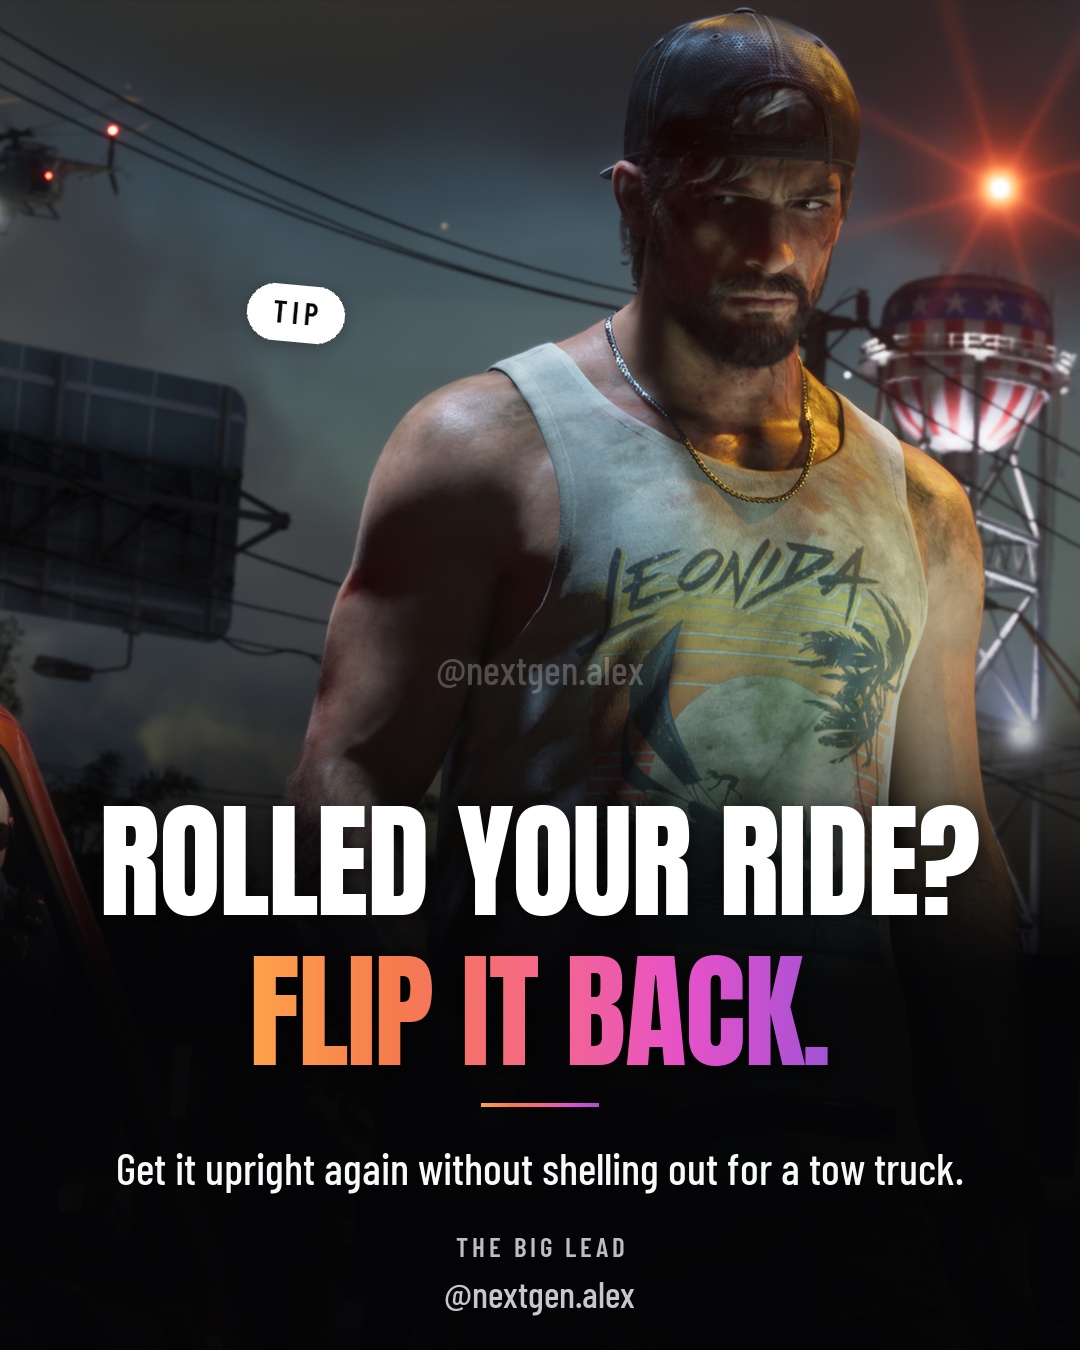 TIP
LEONIDA
@nextgen.alex
ROLLED YOUR RIDE?
FLIP IT BACK.
Get it upright again without shelling out for a tow truck.
THE BIG LEAD
@nextgen.alex